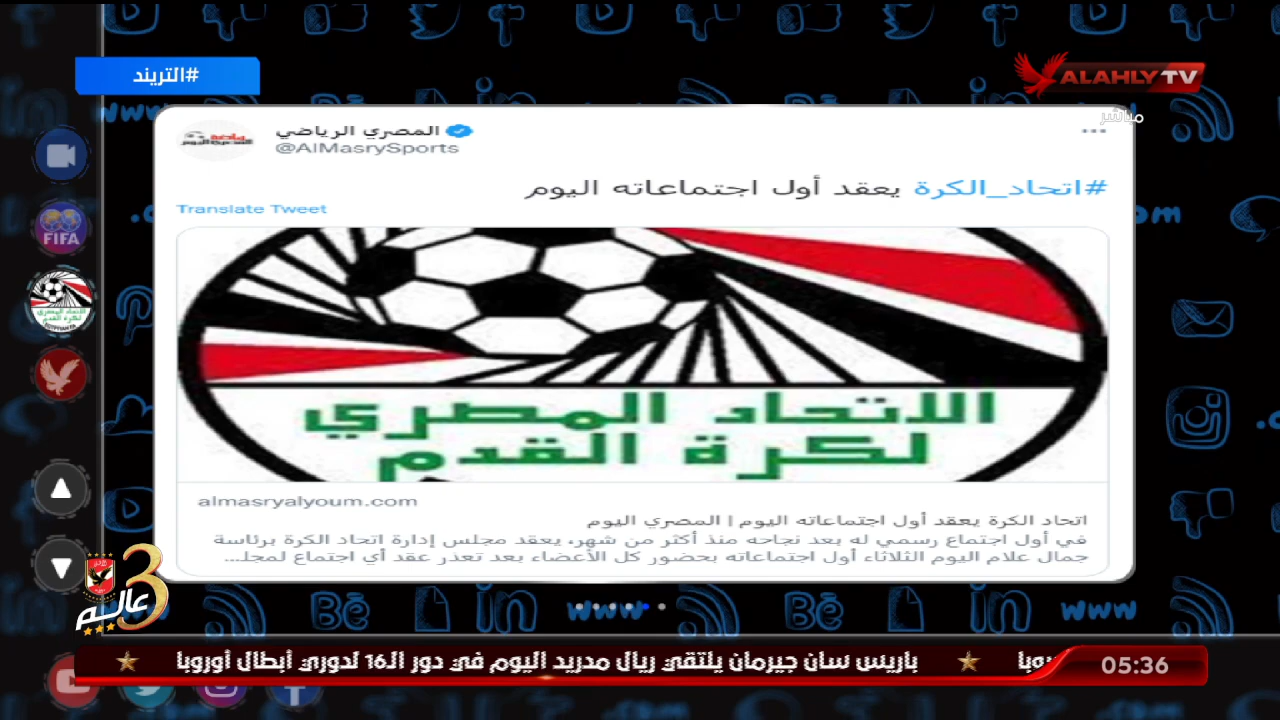 #التريند
ALAHLY TV
مباشر
المصري الرياضي
@AlMasrySports
#اتحاد_الكرة يعقد أول اجتماعاته اليوم
Translate Tweet
FIFA
الاتحاد المصري
لكرة القدم
almasryalyoum.com
اتحاد الكرة يعقد أول اجتماعاته اليوم | المصري اليوم
في أول اجتماع رسمي له بعد نجاحه منذ أكثر من شهر، يعقد مجلس إدارة اتحاد الكرة برئاسة
جمال علام اليوم الثلاثاء أول اجتماعاته بحضور كل الأعضاء بعد تعذر عقد أي اجتماع لمجلـ...
3 عالم
باريس سان جيرمان يلتقي ريال مدريد اليوم في دور الـ16 لدوري أبطال أوروبا
05:36